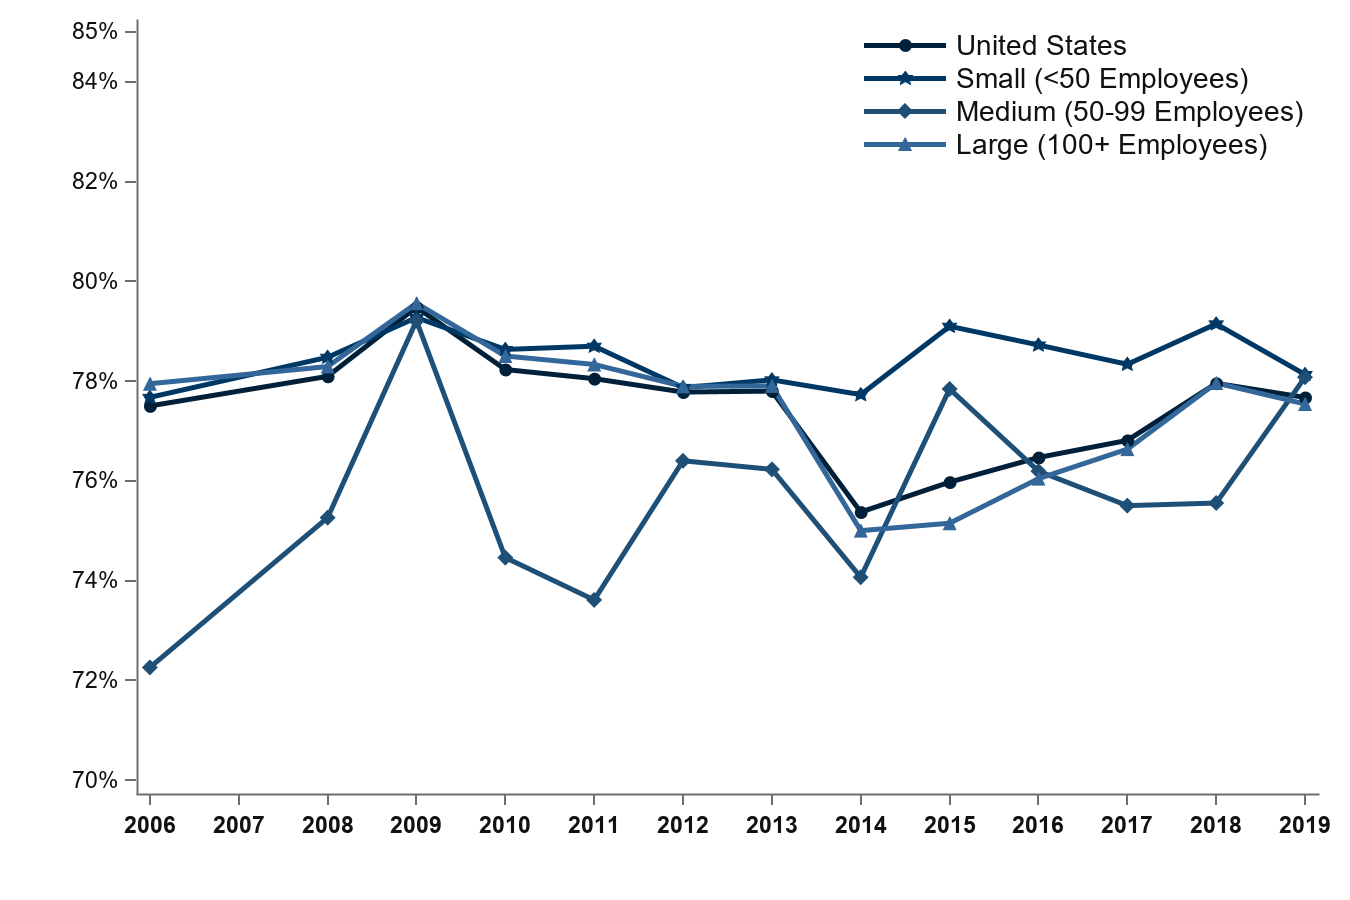 85%
84%
82%
80%
78%
76%
74%
72%
70%
United States
Small (<50 Employees)
Medium (50-99 Employees)
Large (100+ Employees)
2006 2007 2008 2009 2010 2011 2012 2013 2014 2015 2016 2017 2018 2019